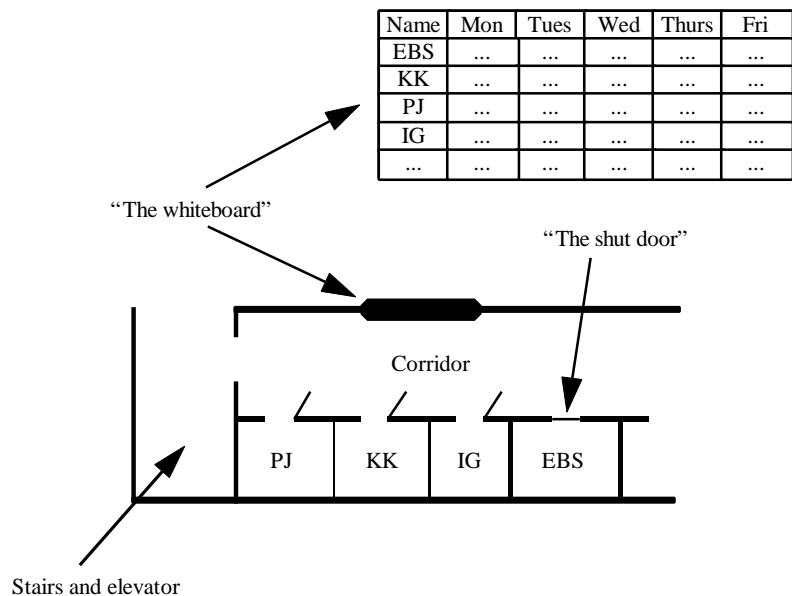 Name Mon Tues Wed Thurs Fri
EBS ... ... ... ... ...
KK ... ... ... ... ...
PJ ... ... ... ... ...
IG ... ... ... ... ...
... ... ... ... ... ...
“The whiteboard”
“The shut door”
Corridor
PJ KK IG EBS
Stairs and elevator